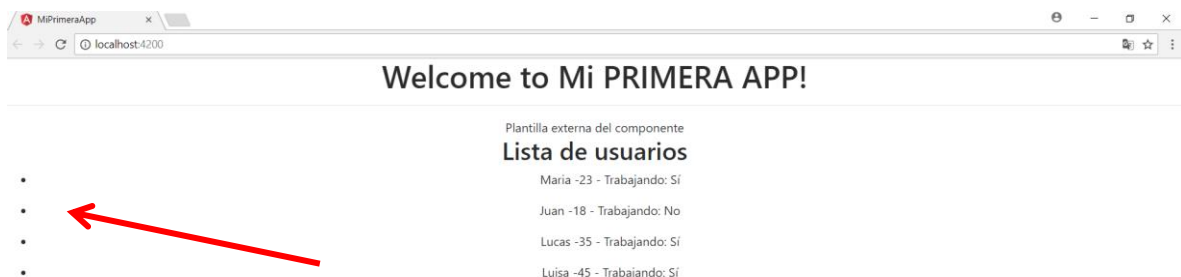 MiPrimeraApp
localhost:4200
Welcome to Mi PRIMERA APP!
Plantilla externa del componente
Lista de usuarios
• Maria -23 - Trabajando: Sí
• Juan -18 - Trabajando: No
• Lucas -35 - Trabajando: Sí
• Luisa -45 - Trabajando: Sí